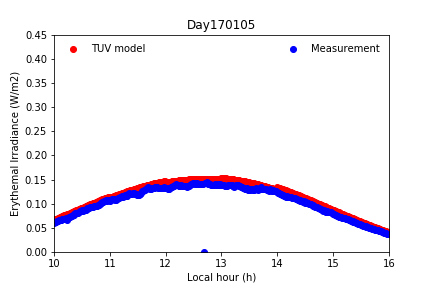 Day170105
0.45
0.40
0.35
0.30
0.25
0.20
0.15
0.10
0.05
0.00
Erythemal Irradiance (W/m2)
TUV model
Measurement
10 11 12 13 14 15 16
Local hour (h)